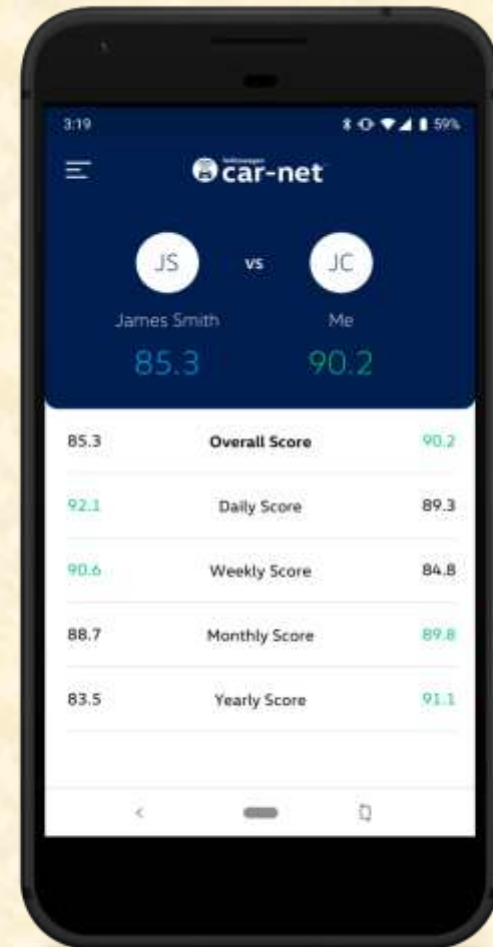 3:19 59%
Volkswagen
car-net
JS vs JC
James Smith Me
85.3 90.2
85.3 Overall Score 90.2
92.1 Daily Score 89.3
90.6 Weekly Score 84.8
88.7 Monthly Score 89.8
83.5 Yearly Score 91.1